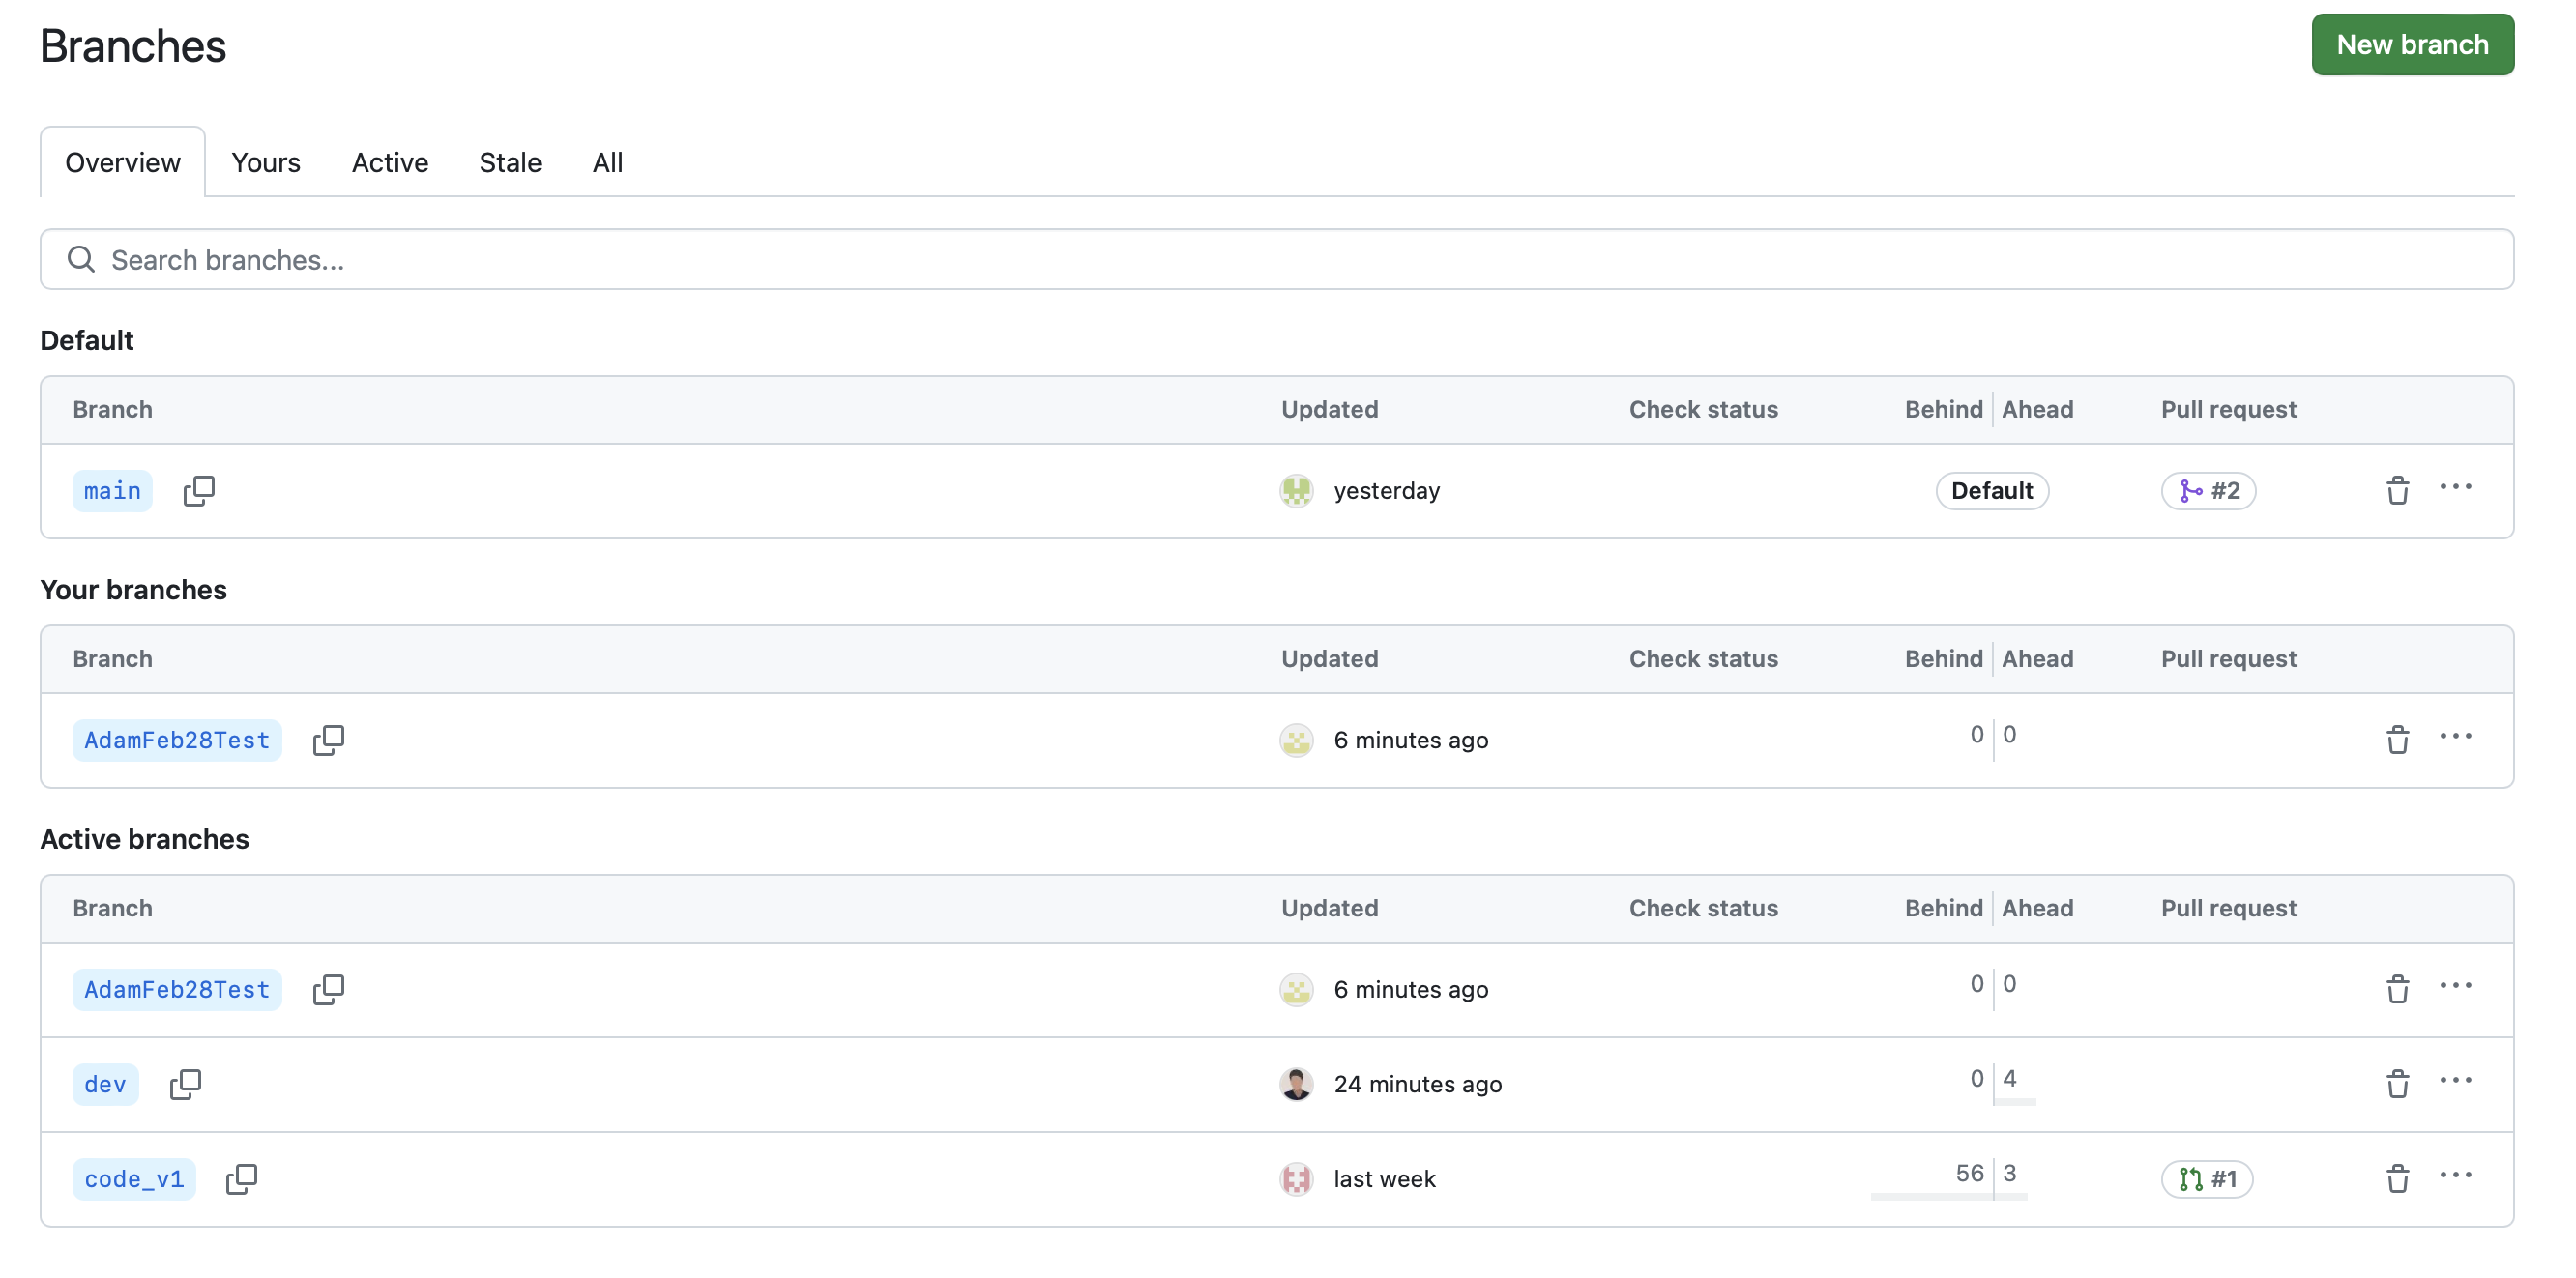 Branches New branch
Overview Yours Active Stale All
Search branches...
Default
Branch Updated Check status Behind Ahead Pull request
main yesterday Default #2
Your branches
Branch Updated Check status Behind Ahead Pull request
AdamFeb28Test 6 minutes ago 0 0
Active branches
Branch Updated Check status Behind Ahead Pull request
AdamFeb28Test 6 minutes ago 0 0
dev 24 minutes ago 0 4
code_v1 last week 56 3 #1